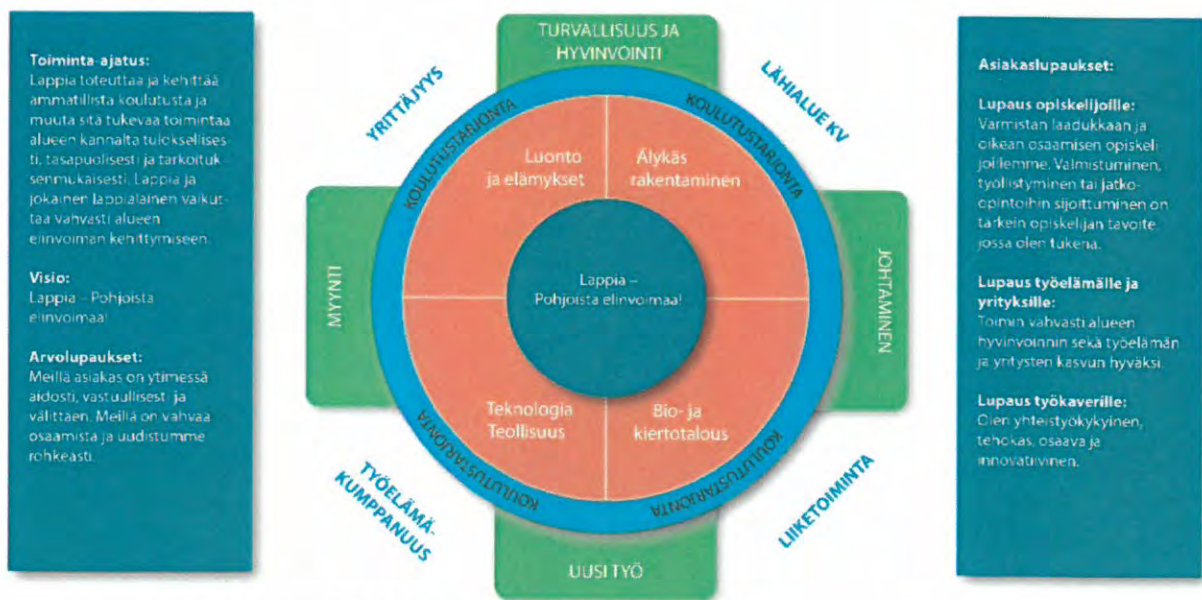 Toiminta-ajatus:
Lappia toteuttaa ja kehittää
ammatillista koulutusta ja
muuta sitä tukevaa toimintaa
alueen kannalta tuloksellises-
ti, tasapuolisesti ja tarkoituk-
senmukaisesti. Lappia ja
jokainen lappialainen vaikut-
taa vahvasti alueen
elinvoiman kehittymiseen.
Visio:
Lappia – Pohjoista
elinvoimaa!
Arvolupaukset:
Meillä asiakas on ytimessä
aidosti, vastuullisesti ja
välittäen. Meillä on vahvaa
osaamista ja uudistumme
rohkeasti.
TURVALLISUUS JA
HYVINVOINTI
YRITTÄJYYS
LÄHIALUE KV
KOULUTUSTARJONTA
KOULUTUSTARJONTA
Luonto
ja elämykset
Älykäs
rakentaminen
MYYNTI
Lappia –
Pohjoista elinvoimaa!
JOHTAMINEN
Teknologia
Teollisuus
Bio- ja
kiertotalous
KOULUTUSTARJONTA
KOULUTUSTARJONTA
TYÖELÄMÄ-
KUMPPANUUS
LIIKETOIMINTA
UUSI TYÖ
Asiakaslupaukset:
Lupaus opiskelijoille:
Varmistan laadukkaan ja
oikean osaamisen opiskeli-
joillemme. Valmistuminen,
työllistyminen tai jatko-
opintoihin sijoittuminen on
tärkein opiskelijan tavoite,
jossa olen tukena.
Lupaus työelämälle ja
yrityksille:
Toimin vahvasti alueen
hyvinvoinnin sekä työelämän
ja yritysten kasvun hyväksi.
Lupaus työkaverille:
Olen yhteistyökykyinen,
tehokas, osaava ja
innovatiivinen.